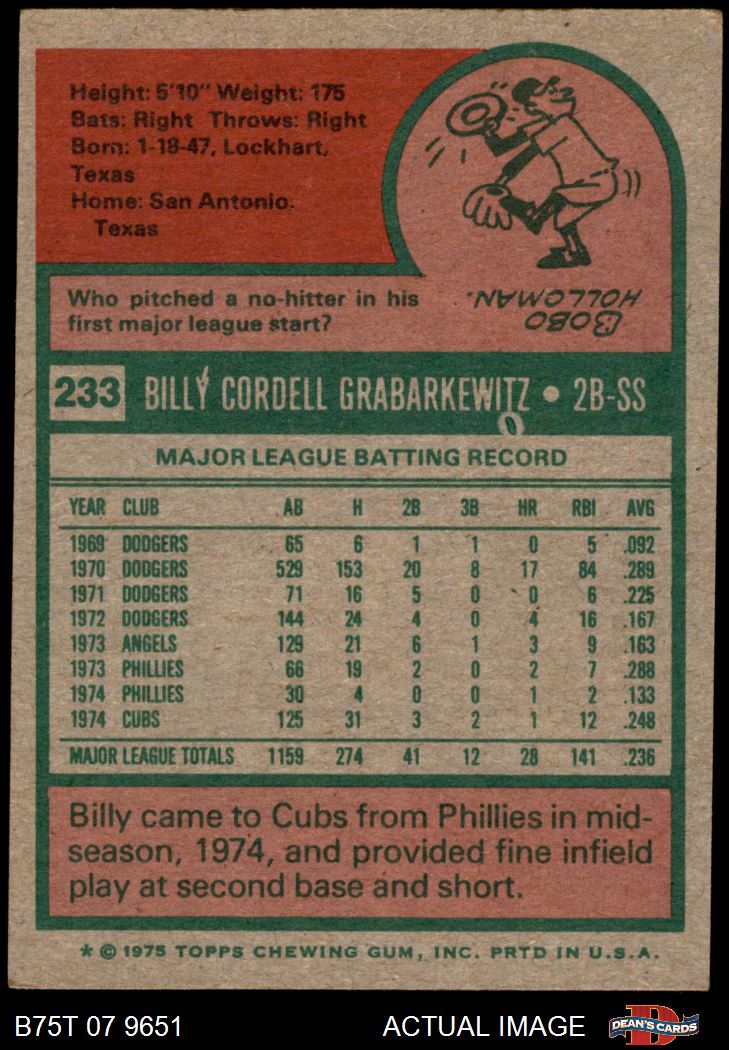 Height: 5'10" Weight: 175
Bats: Right Throws: Right
Born: 1-18-47, Lockhart,
Texas
Home: San Antonio.
Texas
Who pitched a no-hitter in his
first major league start?
BOBO
HOLLOMAN.
233 BILLY CORDELL GRABARKEWITZ • 2B-SS
MAJOR LEAGUE BATTING RECORD
YEAR CLUB AB H 2B 3B HR RBI AVG
1969 DODGERS 65 6 1 1 0 5 .092
1970 DODGERS 529 153 20 8 17 84 .289
1971 DODGERS 71 16 5 0 0 6 .225
1972 DODGERS 144 24 4 0 4 16 .167
1973 ANGELS 129 21 6 1 3 9 .163
1973 PHILLIES 66 19 2 0 2 7 .288
1974 PHILLIES 30 4 0 0 1 2 .133
1974 CUBS 125 31 3 2 1 12 .248
MAJOR LEAGUE TOTALS 1159 274 41 12 28 141 .236
Billy came to Cubs from Phillies in mid-
season, 1974, and provided fine infield
play at second base and short.
* © 1975 TOPPS CHEWING GUM, INC. PRTD IN U.S.A.
B75T 07 9651 ACTUAL IMAGE DEAN'S CARDS